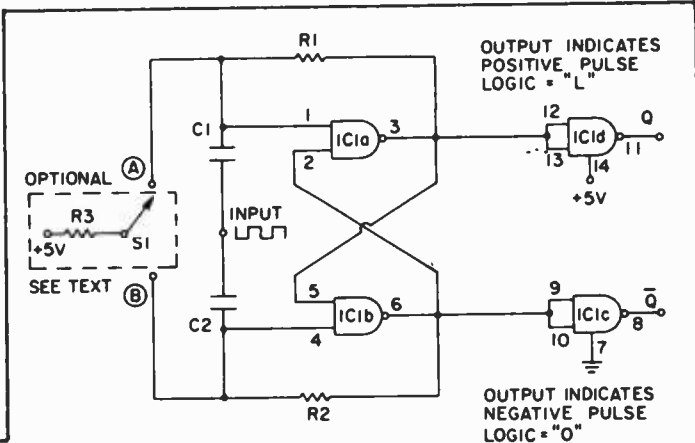 R1
OUTPUT INDICATES
POSITIVE PULSE
LOGIC = "L"
C1
1
IC1a
3
2
12
13
IC1d
Q
11
14
+5V
A
OPTIONAL
R3
+5V
S1
INPUT
SEE TEXT
B
5
IC1b
6
4
C2
9
10
IC1c
Q̅
8
7
R2
OUTPUT INDICATES
NEGATIVE PULSE
LOGIC = "O"